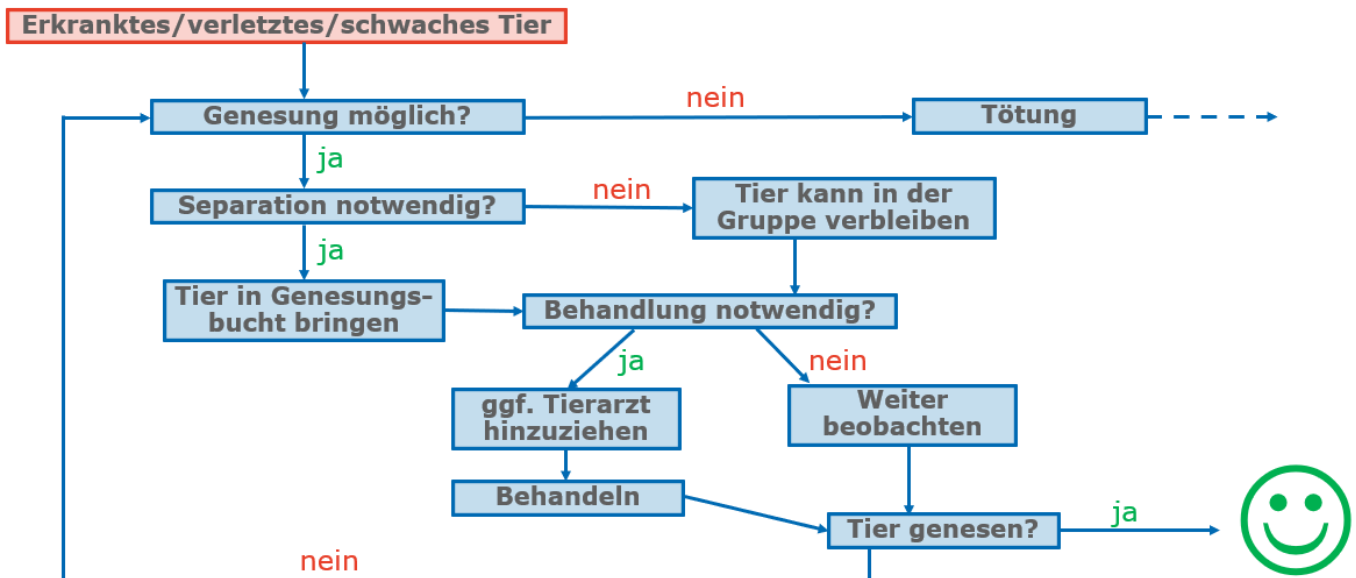 Erkranktes/verletztes/schwaches Tier
Genesung möglich?
nein
Tötung
ja
Separation notwendig?
nein
Tier kann in der
Gruppe verbleiben
ja
Tier in Genesungs-
bucht bringen
Behandlung notwendig?
ja
nein
ggf. Tierarzt
hinzuziehen
Weiter
beobachten
Behandeln
Tier genesen?
ja
nein